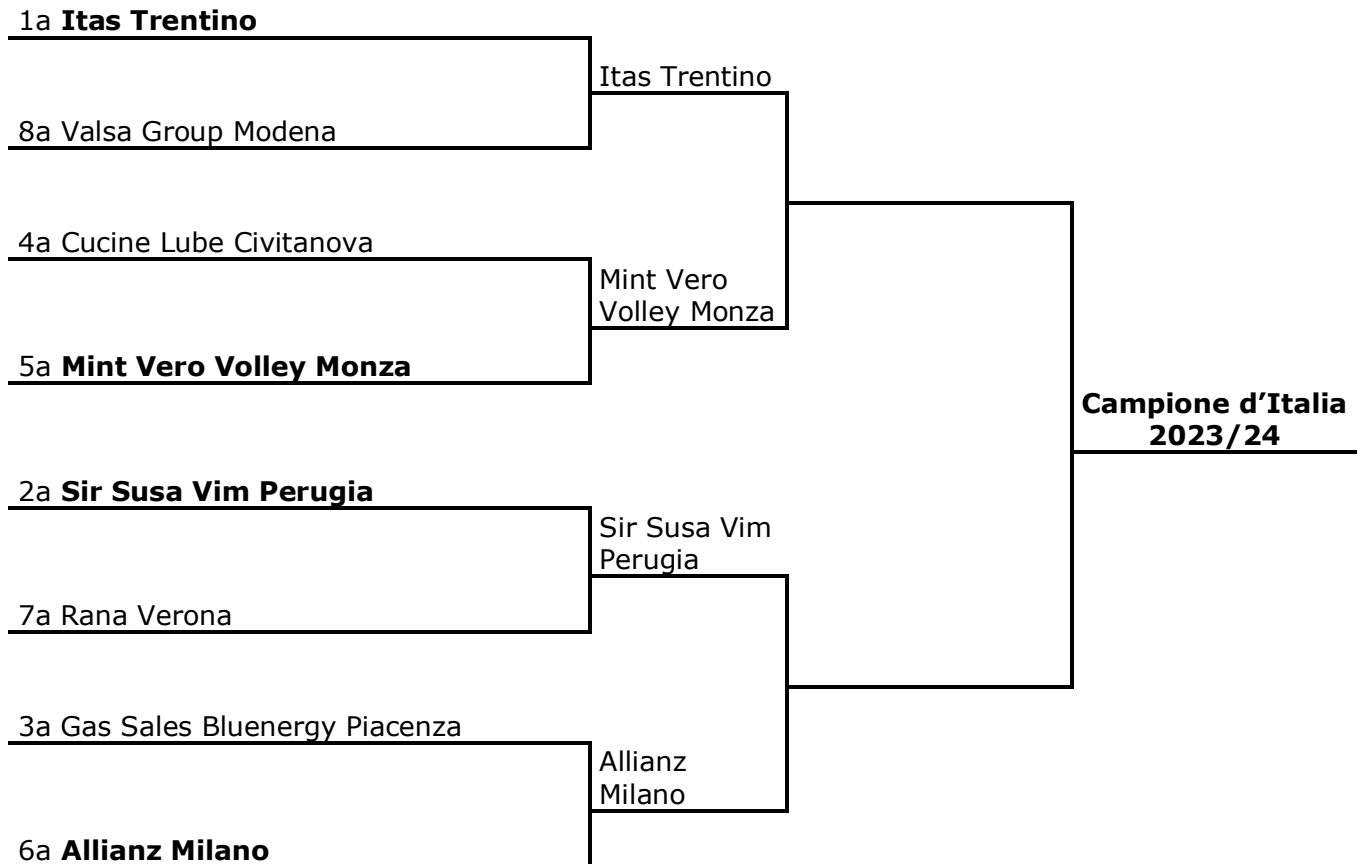 1a Itas Trentino
Itas Trentino
8a Valsa Group Modena
4a Cucine Lube Civitanova
Mint Vero
Volley Monza
5a Mint Vero Volley Monza
Campione d’Italia
2023/24
2a Sir Susa Vim Perugia
Sir Susa Vim
Perugia
7a Rana Verona
3a Gas Sales Bluenergy Piacenza
Allianz
Milano
6a Allianz Milano